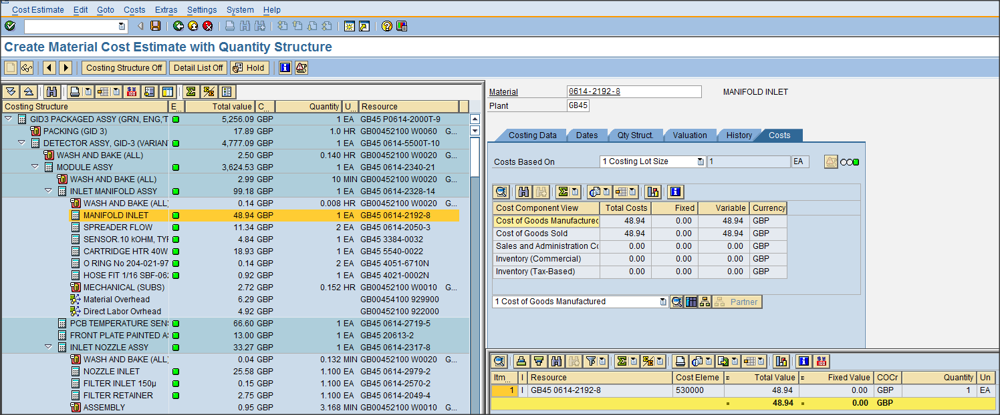 Cost Estimate Edit Goto Costs Extras Settings System Help
Create Material Cost Estimate with Quantity Structure
Costing Structure Off Detail List Off Hold
Costing Structure E... Total value C... Quantity U... Resource
GID3 PACKAGED ASSY (GRN, ENG,'T 5,256.09 GBP 1 EA GB45 P0614-2000T-9
PACKING (GID 3) 17.89 GBP 1.0 HR GB00452100 W0060 G...
DETECTOR ASSY, GID-3 (VARIAN 4,777.09 GBP 1 EA GB45 0614-5500T-10
WASH AND BAKE (ALL) 2.50 GBP 0.140 HR GB00452100 W0020 G...
MODULE ASSY 3,624.53 GBP 1 EA GB45 0614-2340-21
WASH AND BAKE (ALL) 2.99 GBP 10 MIN GB00452100 W0020 G...
INLET MANIFOLD ASSY 99.18 GBP 1 EA GB45 0614-2328-14
WASH AND BAKE (ALL) 0.14 GBP 0.008 HR GB00452100 W0020 G...
MANIFOLD INLET 48.94 GBP 1 EA GB45 0614-2192-8
SPREADER FLOW 11.34 GBP 2 EA GB45 0614-2050-3
SENSOR.10 kOHM, TYF 4.84 GBP 1 EA GB45 3384-0032
CARTRIDGE HTR 40W 18.93 GBP 1 EA GB45 5540-0022
O RING No 204-021-97 0.14 GBP 2 EA GB45 4051-6710N
HOSE FIT 1/16 SBF-062 0.92 GBP 1 EA GB45 4021-0002N
MECHANICAL (SUBS) 2.72 GBP 0.152 HR GB00452100 W0010 G...
Material Overhead 6.29 GBP GB00454100 929900
Direct Labor Ovrhead 4.92 GBP GB00452100 922000
PCB TEMPERATURE SEN 66.60 GBP 1 EA GB45 0614-2719-5
FRONT PLATE PAINTED A 13.00 GBP 1 EA GB45 20613-2
INLET NOZZLE ASSY 33.27 GBP 1 EA GB45 0614-2317-8
WASH AND BAKE (ALL) 0.04 GBP 0.132 MIN GB00452100 W0020 G...
NOZZLE INLET 25.58 GBP 1.100 EA GB45 0614-2979-2
FILTER INLET 150µ 0.15 GBP 1.100 EA GB45 0614-2570-2
FILTER RETAINER 2.75 GBP 1.100 EA GB45 0614-2049-4
ASSEMBLY 0.95 GBP 3.168 MIN GB00452100 W0010 G...
Material 0614-2192-8 MANIFOLD INLET
Plant GB45
Costing Data Dates Qty Struct. Valuation History Costs
Costs Based On 1 Costing Lot Size 1 EA
Cost Component View Total Costs Fixed Variable Currency
Cost of Goods Manufactured 48.94 0.00 48.94 GBP
Cost of Goods Sold 48.94 0.00 48.94 GBP
Sales and Administration Co 0.00 0.00 0.00 GBP
Inventory (Commercial) 0.00 0.00 0.00 GBP
Inventory (Tax-Based) 0.00 0.00 0.00 GBP
1 Cost of Goods Manufactured Partner
Itm... I Resource Cost Eleme Σ Total Value Σ Fixed Value COCr Quantity Un
1 I GB45 0614-2192-8 530000 48.94 0.00 GBP 1 EA
48.94 0.00 GBP